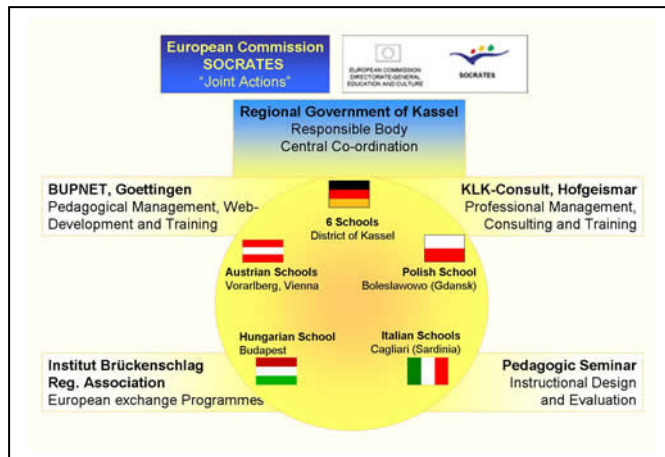 European Commission
SOCRATES
"Joint Actions"
EUROPEAN COMMISSION
DIRECTORATE-GENERAL
EDUCATION AND CULTURE
SOCRATES
Regional Government of Kassel
Responsible Body
Central Co-ordination
BUPNET, Goettingen
Pedagogical Management, Web-
Development and Training
KLK-Consult, Hofgeismar
Professional Management,
Consulting and Training
6 Schools
District of Kassel
Austrian Schools
Vorarlberg, Vienna
Polish School
Boleslawowo (Gdansk)
Hungarian School
Budapest
Italian Schools
Cagliari (Sardinia)
Institut Brückenschlag
Reg. Association
European exchange Programmes
Pedagogic Seminar
Instructional Design
and Evaluation